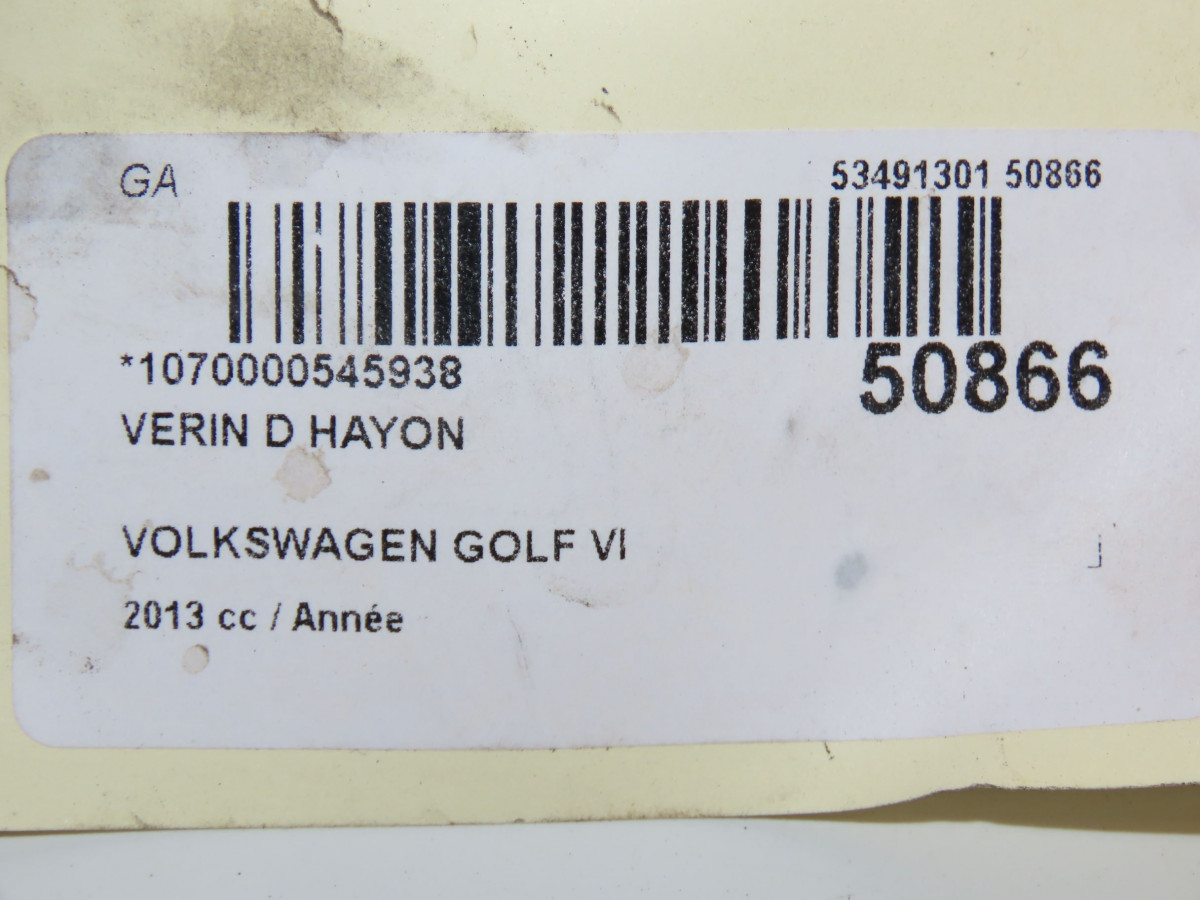 GA
53491301 50866
*1070000545938
50866
VERIN D HAYON
VOLKSWAGEN GOLF VI
2013 cc / Année